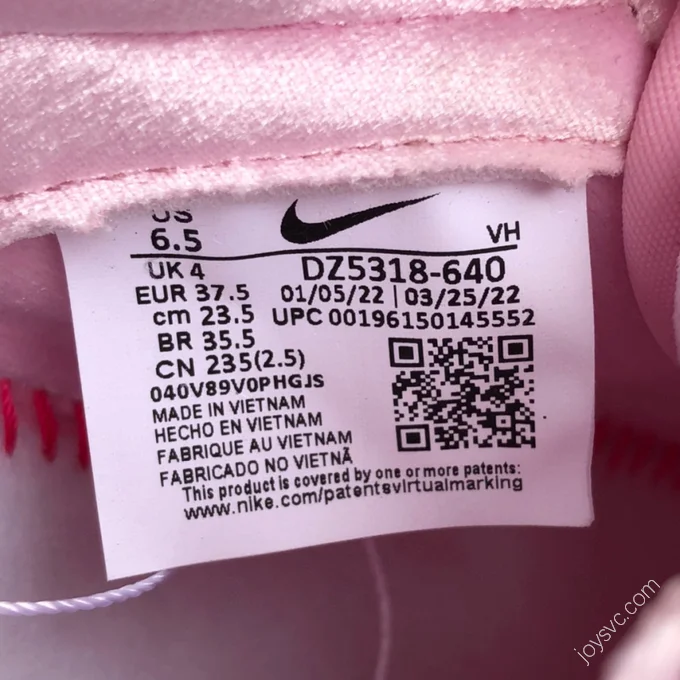 US
6.5
VH
UK 4
DZ5318-640
EUR 37.5
01/05/22 | 03/25/22
cm 23.5
UPC 00196150145552
BR 35.5
CN 235(2.5)
040V89V0PHGJS
MADE IN VIETNAM
HECHO EN VIETNAM
FABRIQUE AU VIETNAM
FABRICADO NO VIETNÃ
This product is covered by one or more patents:
www.nike.com/patentsvirtualmarking
joysvc.com